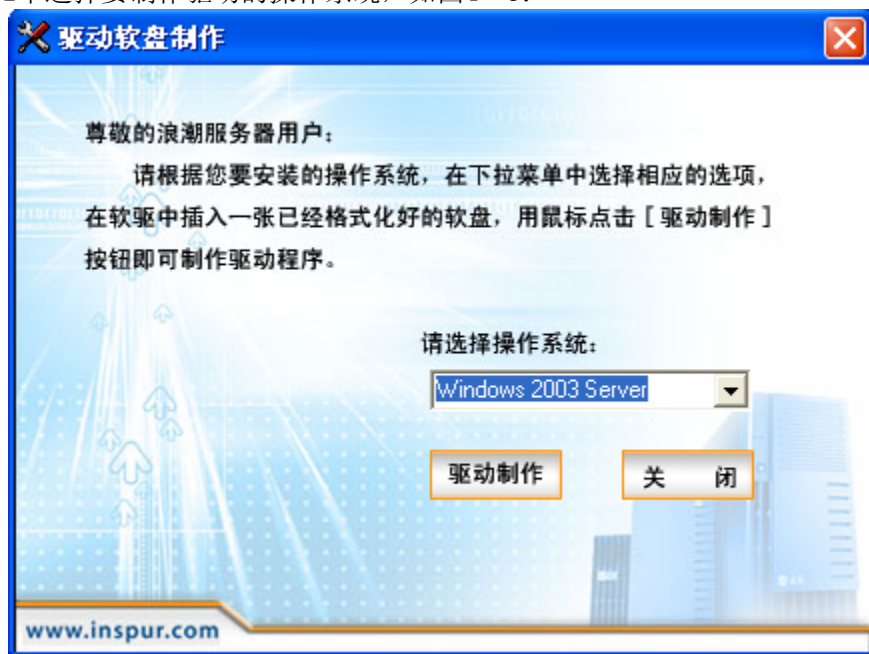 驱动软盘制作
尊敬的浪潮服务器用户：
请根据您要安装的操作系统，在下拉菜单中选择相应的选项，
在软驱中插入一张已经格式化好的软盘，用鼠标点击［驱动制作］
按钮即可制作驱动程序。
请选择操作系统：
Windows 2003 Server
驱动制作 关 闭
www.inspur.com